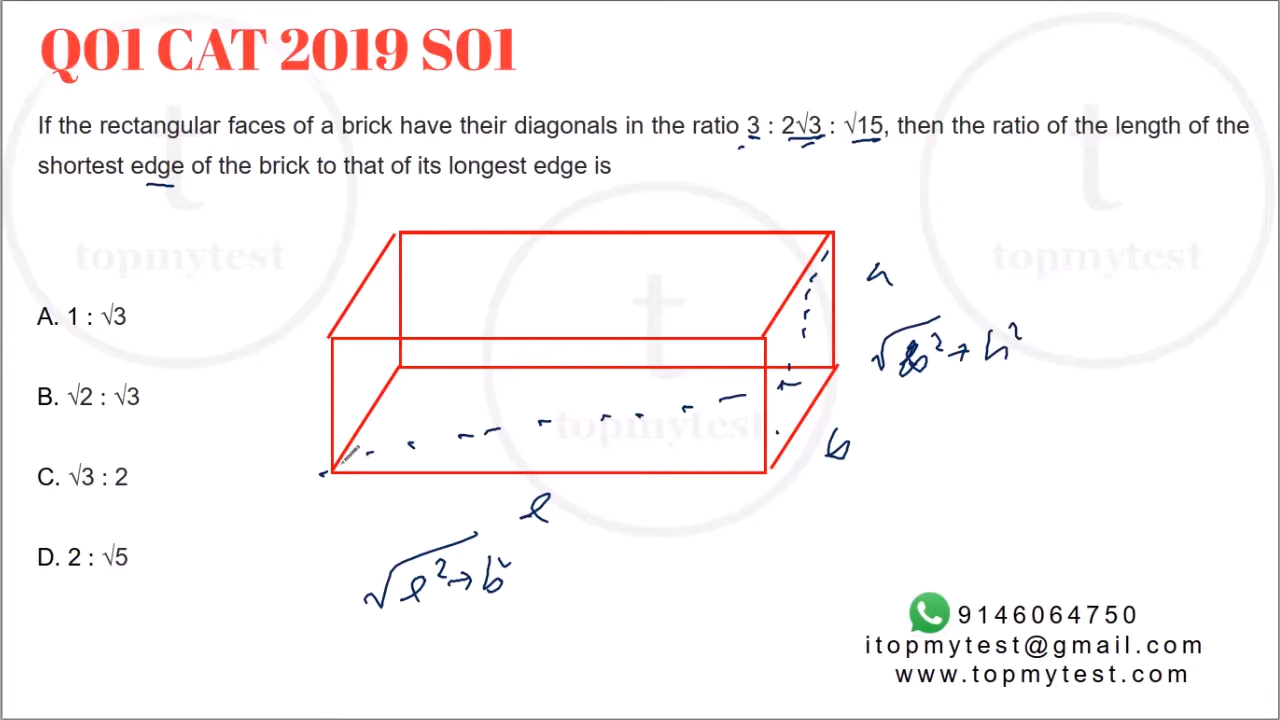 Q01 CAT 2019 S01
If the rectangular faces of a brick have their diagonals in the ratio 3 : 2√3 : √15, then the ratio of the length of the
shortest edge of the brick to that of its longest edge is
A. 1 : √3
B. √2 : √3
C. √3 : 2
D. 2 : √5
h
√b² + h²
b
l
√l² + b²
t
topmytest
t
topmytest
t
topmytest
9146064750
itopmytest@gmail.com
www.topmytest.com